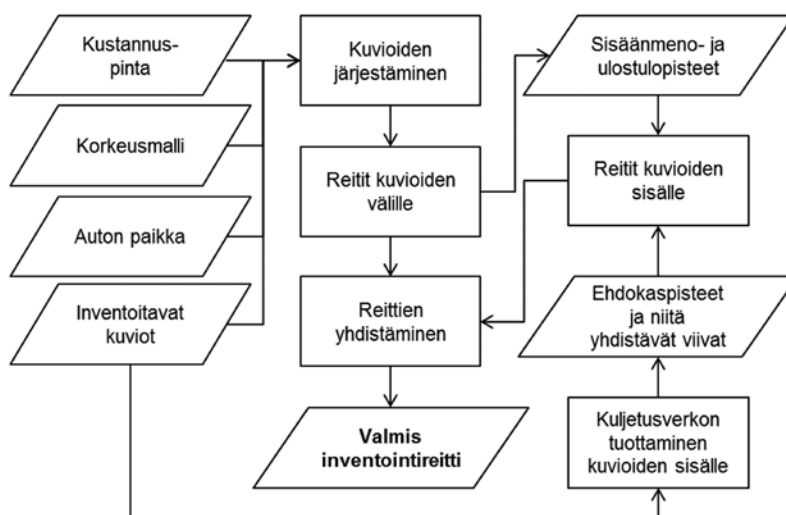 Kustannus-
pinta
Korkeusmalli
Auton paikka
Inventoitavat
kuviot
Kuvioiden
järjestäminen
Reitit kuvioiden
välille
Reittien
yhdistäminen
Valmis
inventointireitti
Sisäänmeno- ja
ulostulopisteet
Reitit kuvioiden
sisälle
Ehdokaspisteet
ja niitä
yhdistävät viivat
Kuljetusverkon
tuottaminen
kuvioiden sisälle